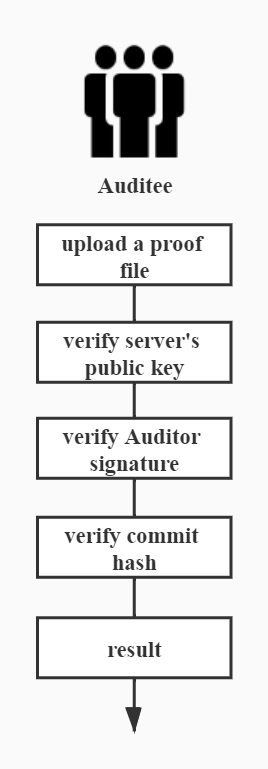 Auditee
upload a proof
file
verify server's
public key
verify Auditor
signature
verify commit
hash
result